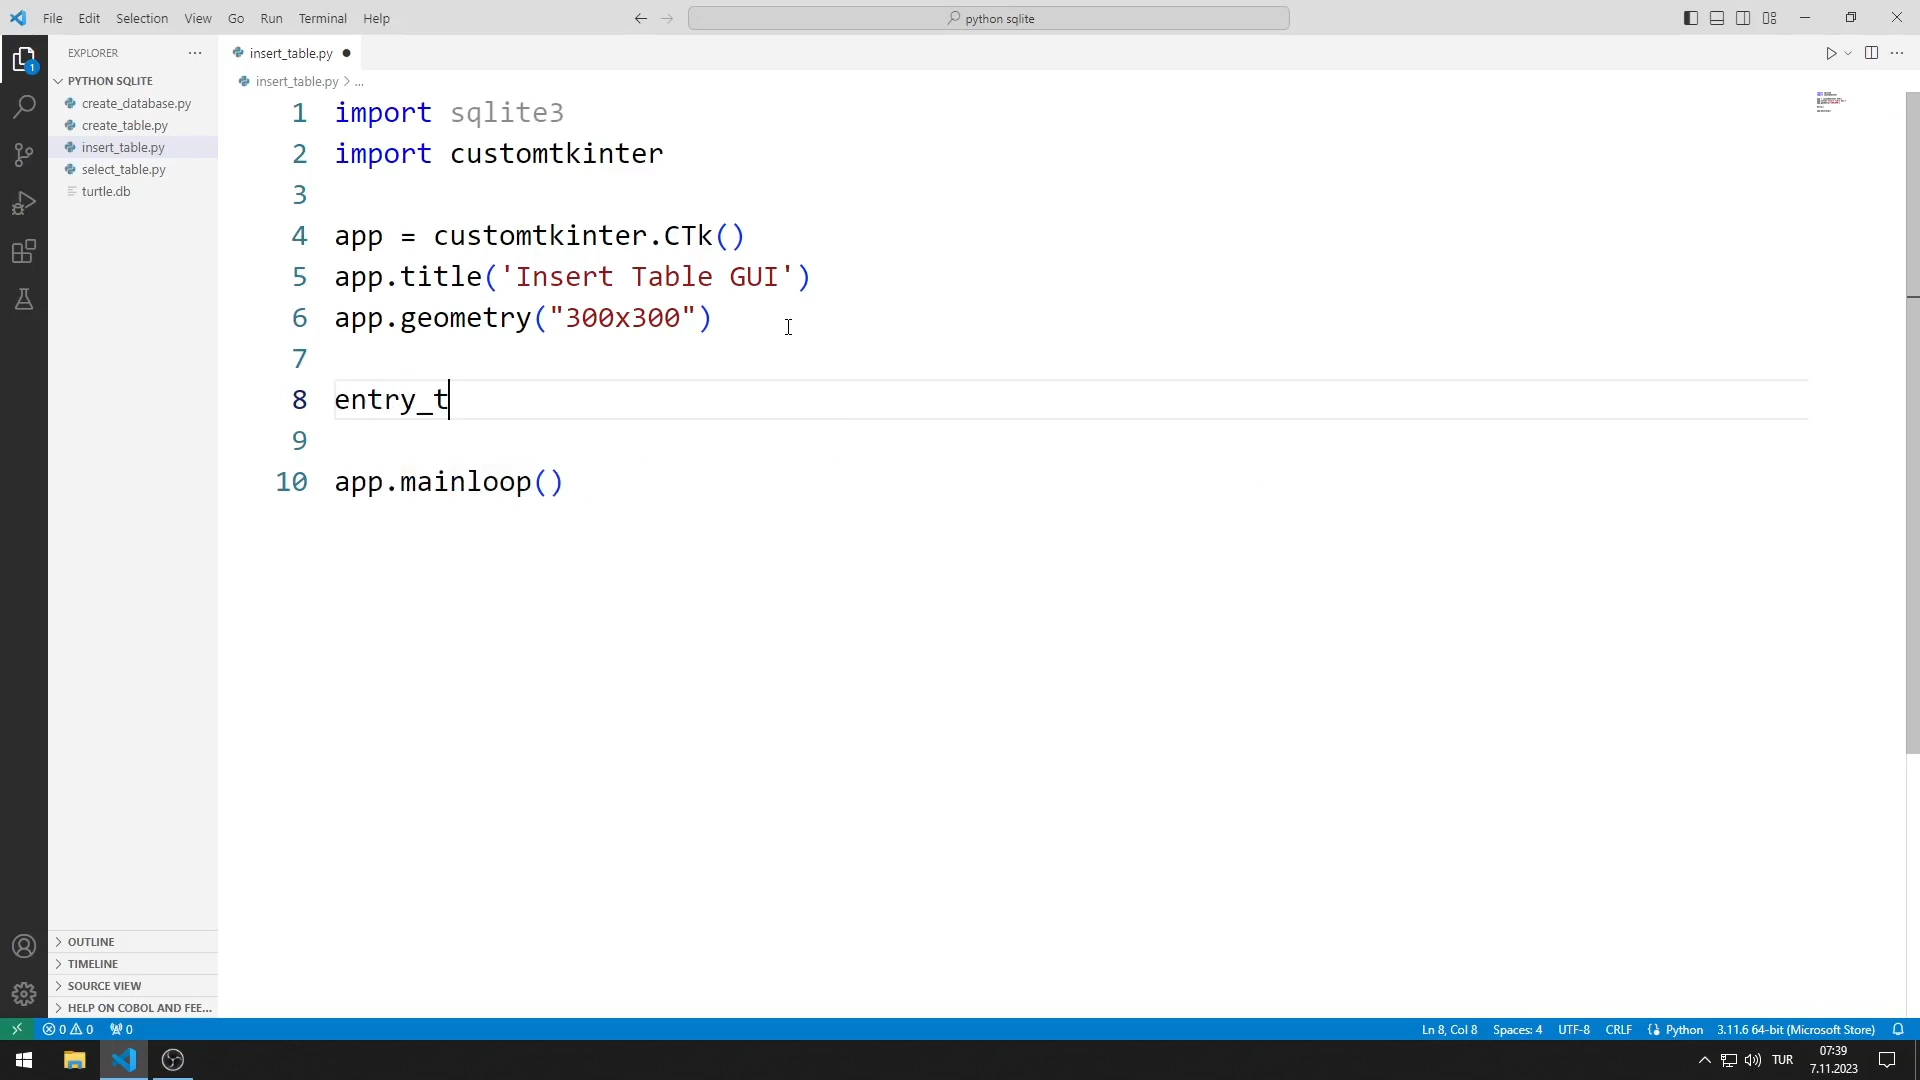 File Edit Selection View Go Run Terminal Help
python sqlite
EXPLORER
insert_table.py
PYTHON SQLITE
create_database.py
create_table.py
insert_table.py
select_table.py
turtle.db
insert_table.py > ...
1 import sqlite3
2 import customtkinter
3
4 app = customtkinter.CTk()
5 app.title('Insert Table GUI')
6 app.geometry("300x300")
7
8 entry_t
9
10 app.mainloop()
1
OUTLINE
TIMELINE
SOURCE VIEW
HELP ON COBOL AND FEE...
0 0 0
Ln 8, Col 8 Spaces: 4 UTF-8 CRLF Python 3.11.6 64-bit (Microsoft Store)
TUR
07:39
7.11.2023